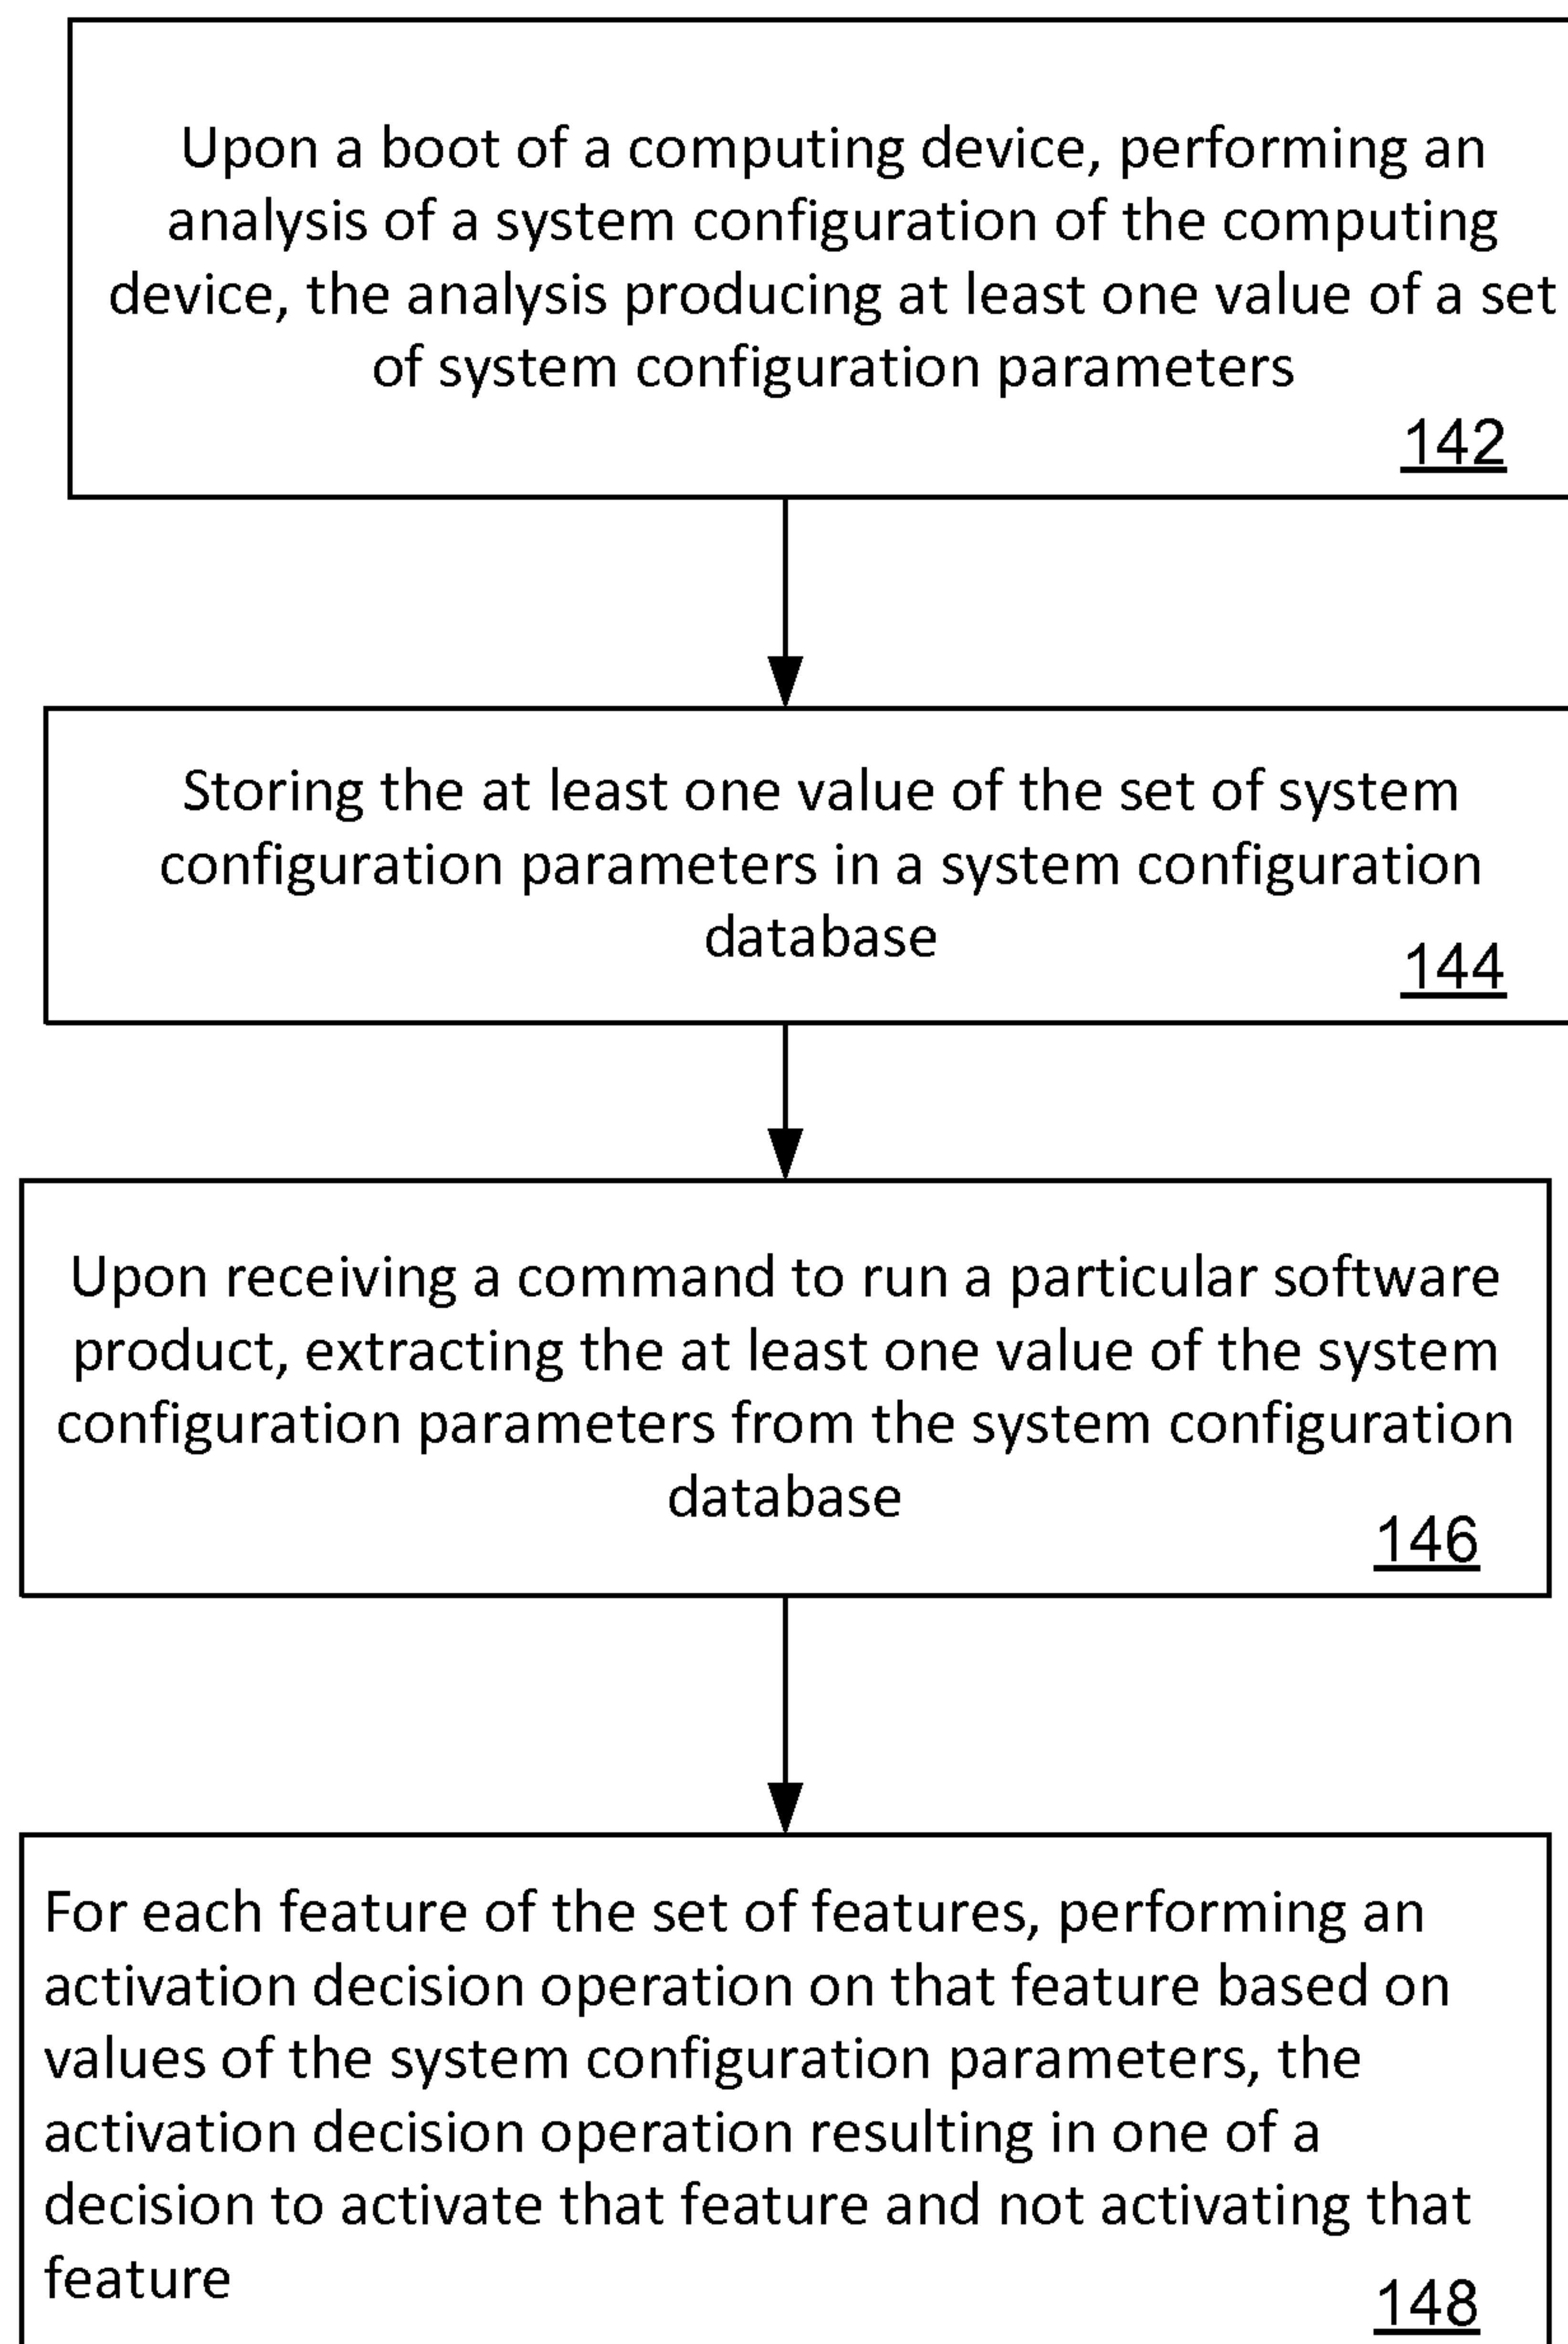 Upon a boot of a computing device, performing an
analysis of a system configuration of the computing
device, the analysis producing at least one value of a set
of system configuration parameters
142
Storing the at least one value of the set of system
configuration parameters in a system configuration
database
144
Upon receiving a command to run a particular software
product, extracting the at least one value of the system
configuration parameters from the system configuration
database
146
For each feature of the set of features, performing an
activation decision operation on that feature based on
values of the system configuration parameters, the
activation decision operation resulting in one of a
decision to activate that feature and not activating that
feature
148